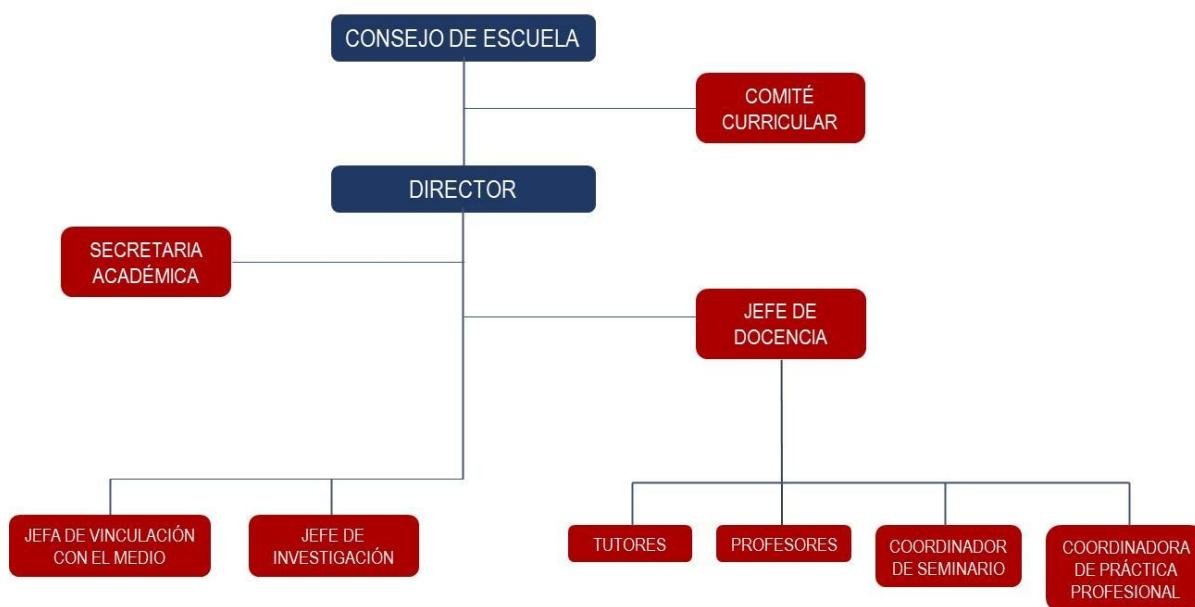 CONSEJO DE ESCUELA
COMITÉ
CURRICULAR
DIRECTOR
SECRETARIA
ACADÉMICA
JEFE DE
DOCENCIA
JEFA DE VINCULACIÓN
CON EL MEDIO
JEFE DE
INVESTIGACIÓN
TUTORES
PROFESORES
COORDINADOR
DE SEMINARIO
COORDINADORA
DE PRÁCTICA
PROFESIONAL